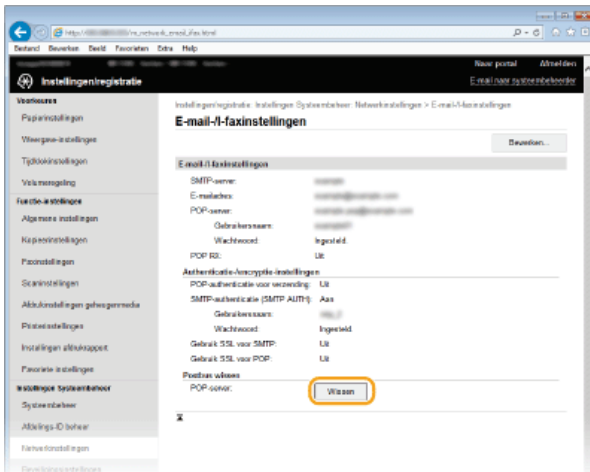 Bestand Bewerken Beeld Favorieten Extra Help
Naar portal Afmelden
Instellingen/registratie
E-mail naar systeembeheerder
Voorkeuren
Papierinstellingen
Weergave-instellingen
Tijdklokinstellingen
Volumeregeling
Functie-instellingen
Algemene instellingen
Kopieerinstellingen
Faxinstellingen
Scaninstellingen
Afdrukinstellingen geheugenmedia
Printerinstellingen
Instellingen afdrukrapport
Favoriete instellingen
Instellingen Systeembeheer
Systeembeheer
Afdelings-ID beheer
Netwerkinstellingen
Instellingen/registratie: Instellingen Systeembeheer: Netwerkinstellingen > E-mail-/I-faxinstellingen
E-mail-/I-faxinstellingen
Bewerken...
E-mail-/I-faxinstellingen
SMTP-server:
E-mailadres:
POP-server:
Gebruikersnaam:
Wachtwoord: Ingesteld.
POP RX: Uit
Authenticatie-/encryptie-instellingen
POP-authenticatie voor verzending: Uit
SMTP-authenticatie (SMTP AUTH): Aan
Gebruikersnaam:
Wachtwoord: Ingesteld.
Gebruik SSL voor SMTP: Uit
Gebruik SSL voor POP: Uit
Postbus wissen
POP-server: Wissen